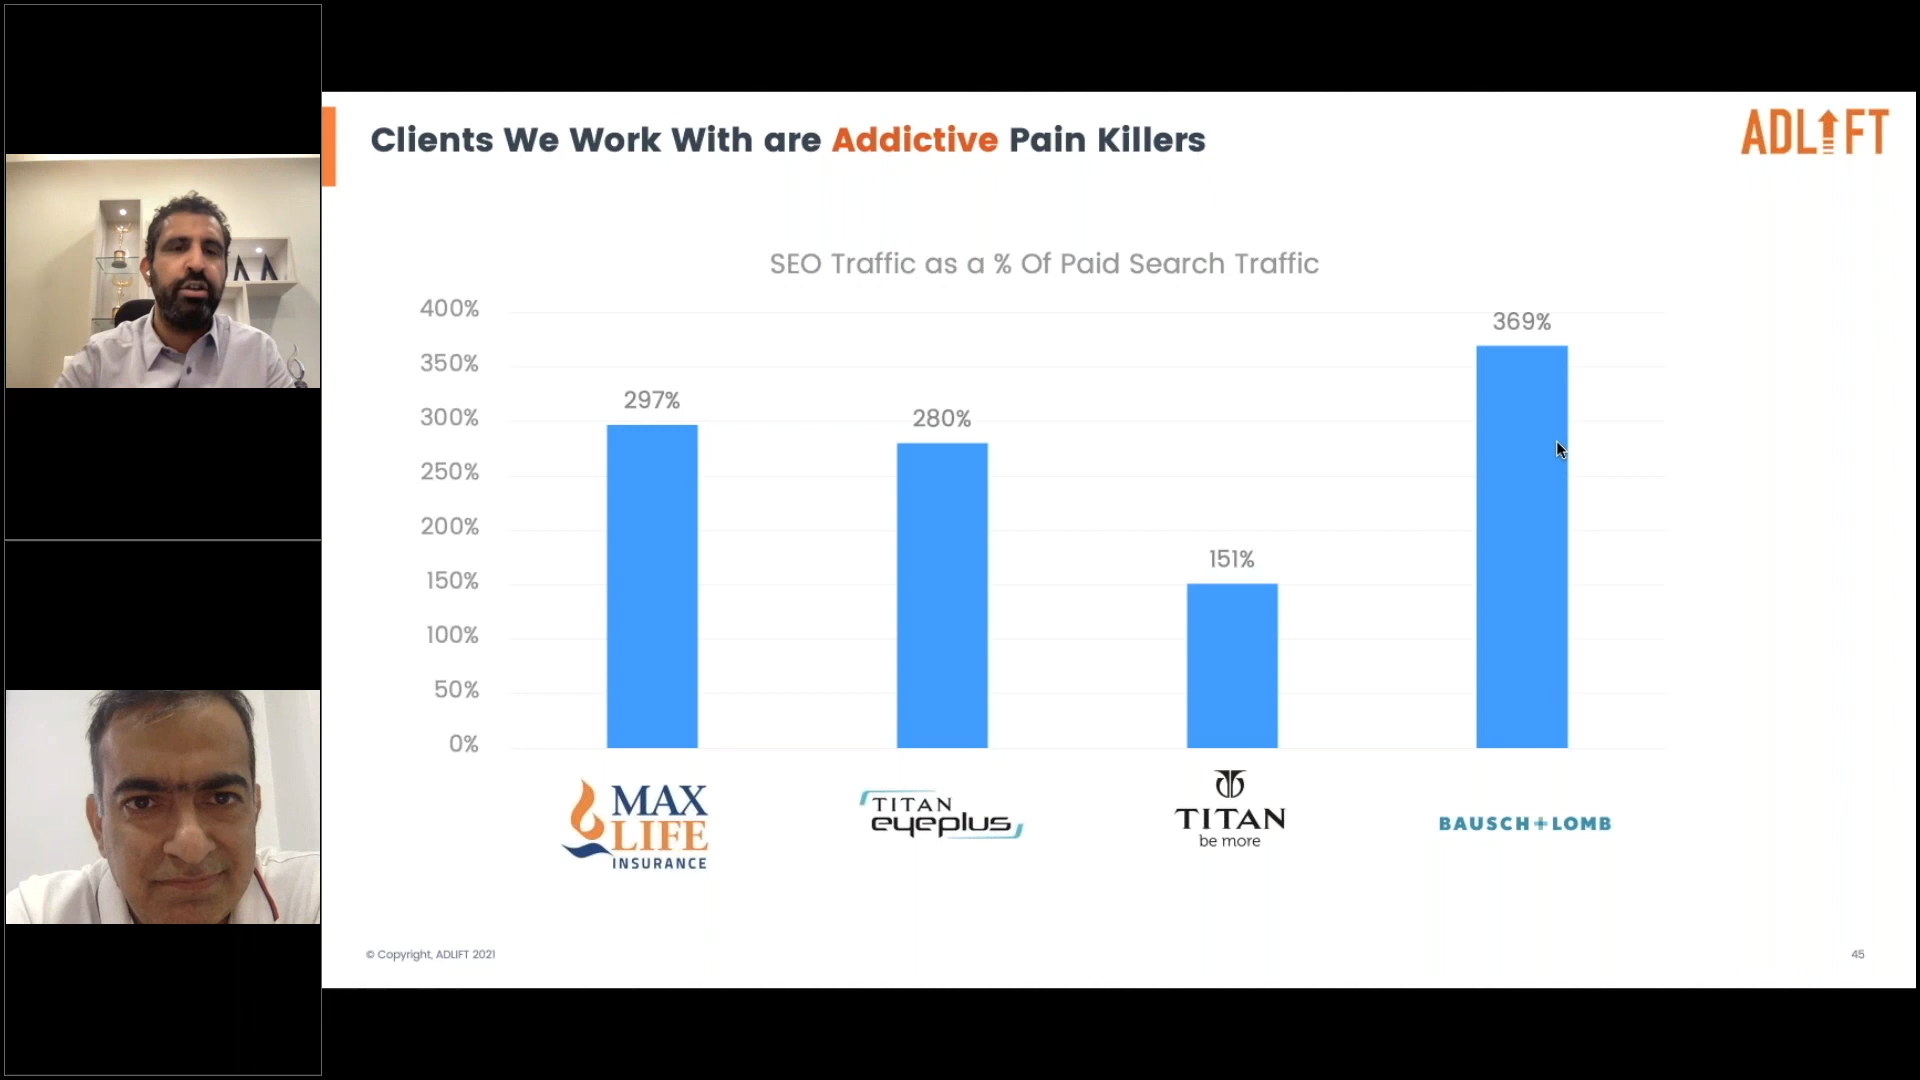 Clients We Work With are Addictive Pain Killers
ADLIFT
SEO Traffic as a % Of Paid Search Traffic
400%
350%
300%
250%
200%
150%
100%
50%
0%
297%
280%
151%
369%
MAX
LIFE
INSURANCE
TITAN
eyeplus
TITAN
be more
BAUSCH+LOMB
© Copyright, ADLIFT 2021
45